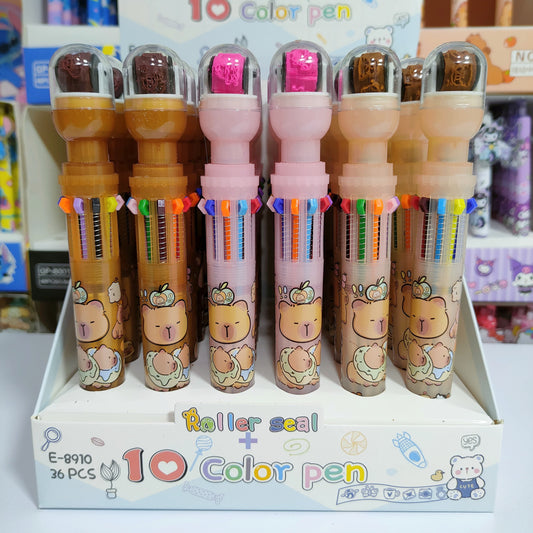 10 Color pen
Roller seal
+
E-8910
36 PCS
10 Color pen
yes
CUTE